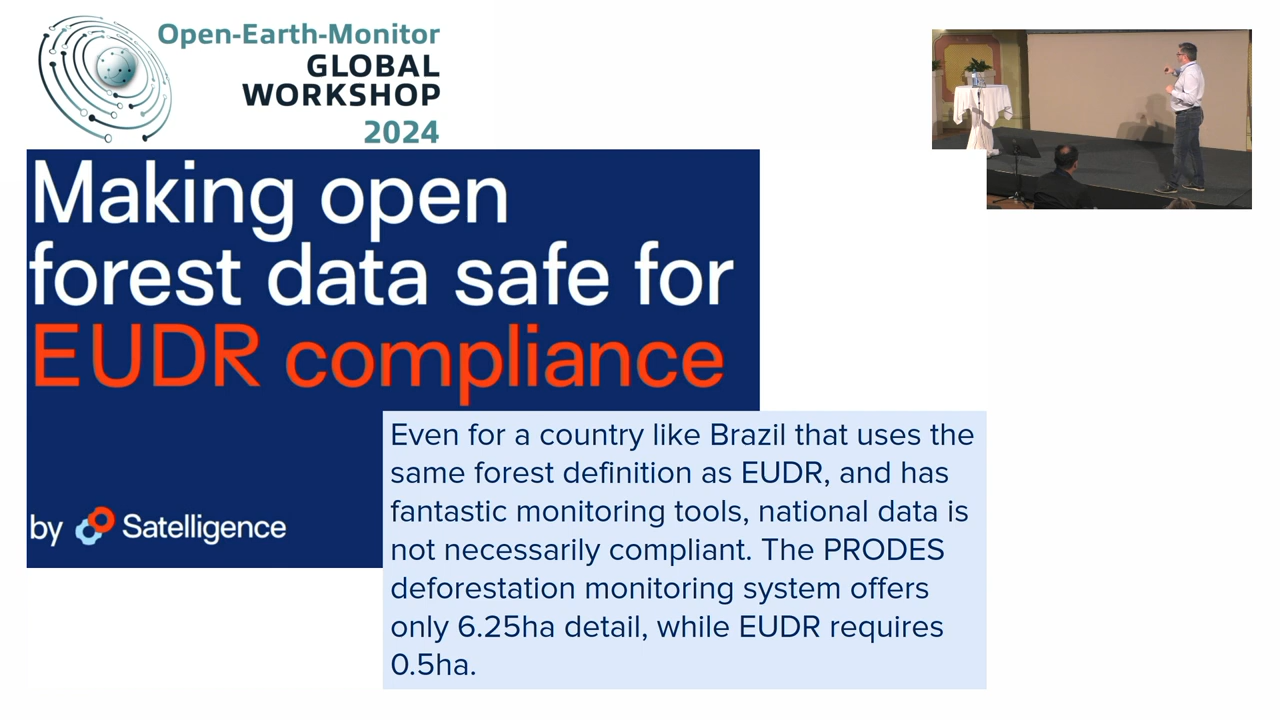 Open-Earth-Monitor
GLOBAL
WORKSHOP
2024
Making open
forest data safe for
EUDR compliance
by Satelligence
Even for a country like Brazil that uses the
same forest definition as EUDR, and has
fantastic monitoring tools, national data is
not necessarily compliant. The PRODES
deforestation monitoring system offers
only 6.25ha detail, while EUDR requires
0.5ha.